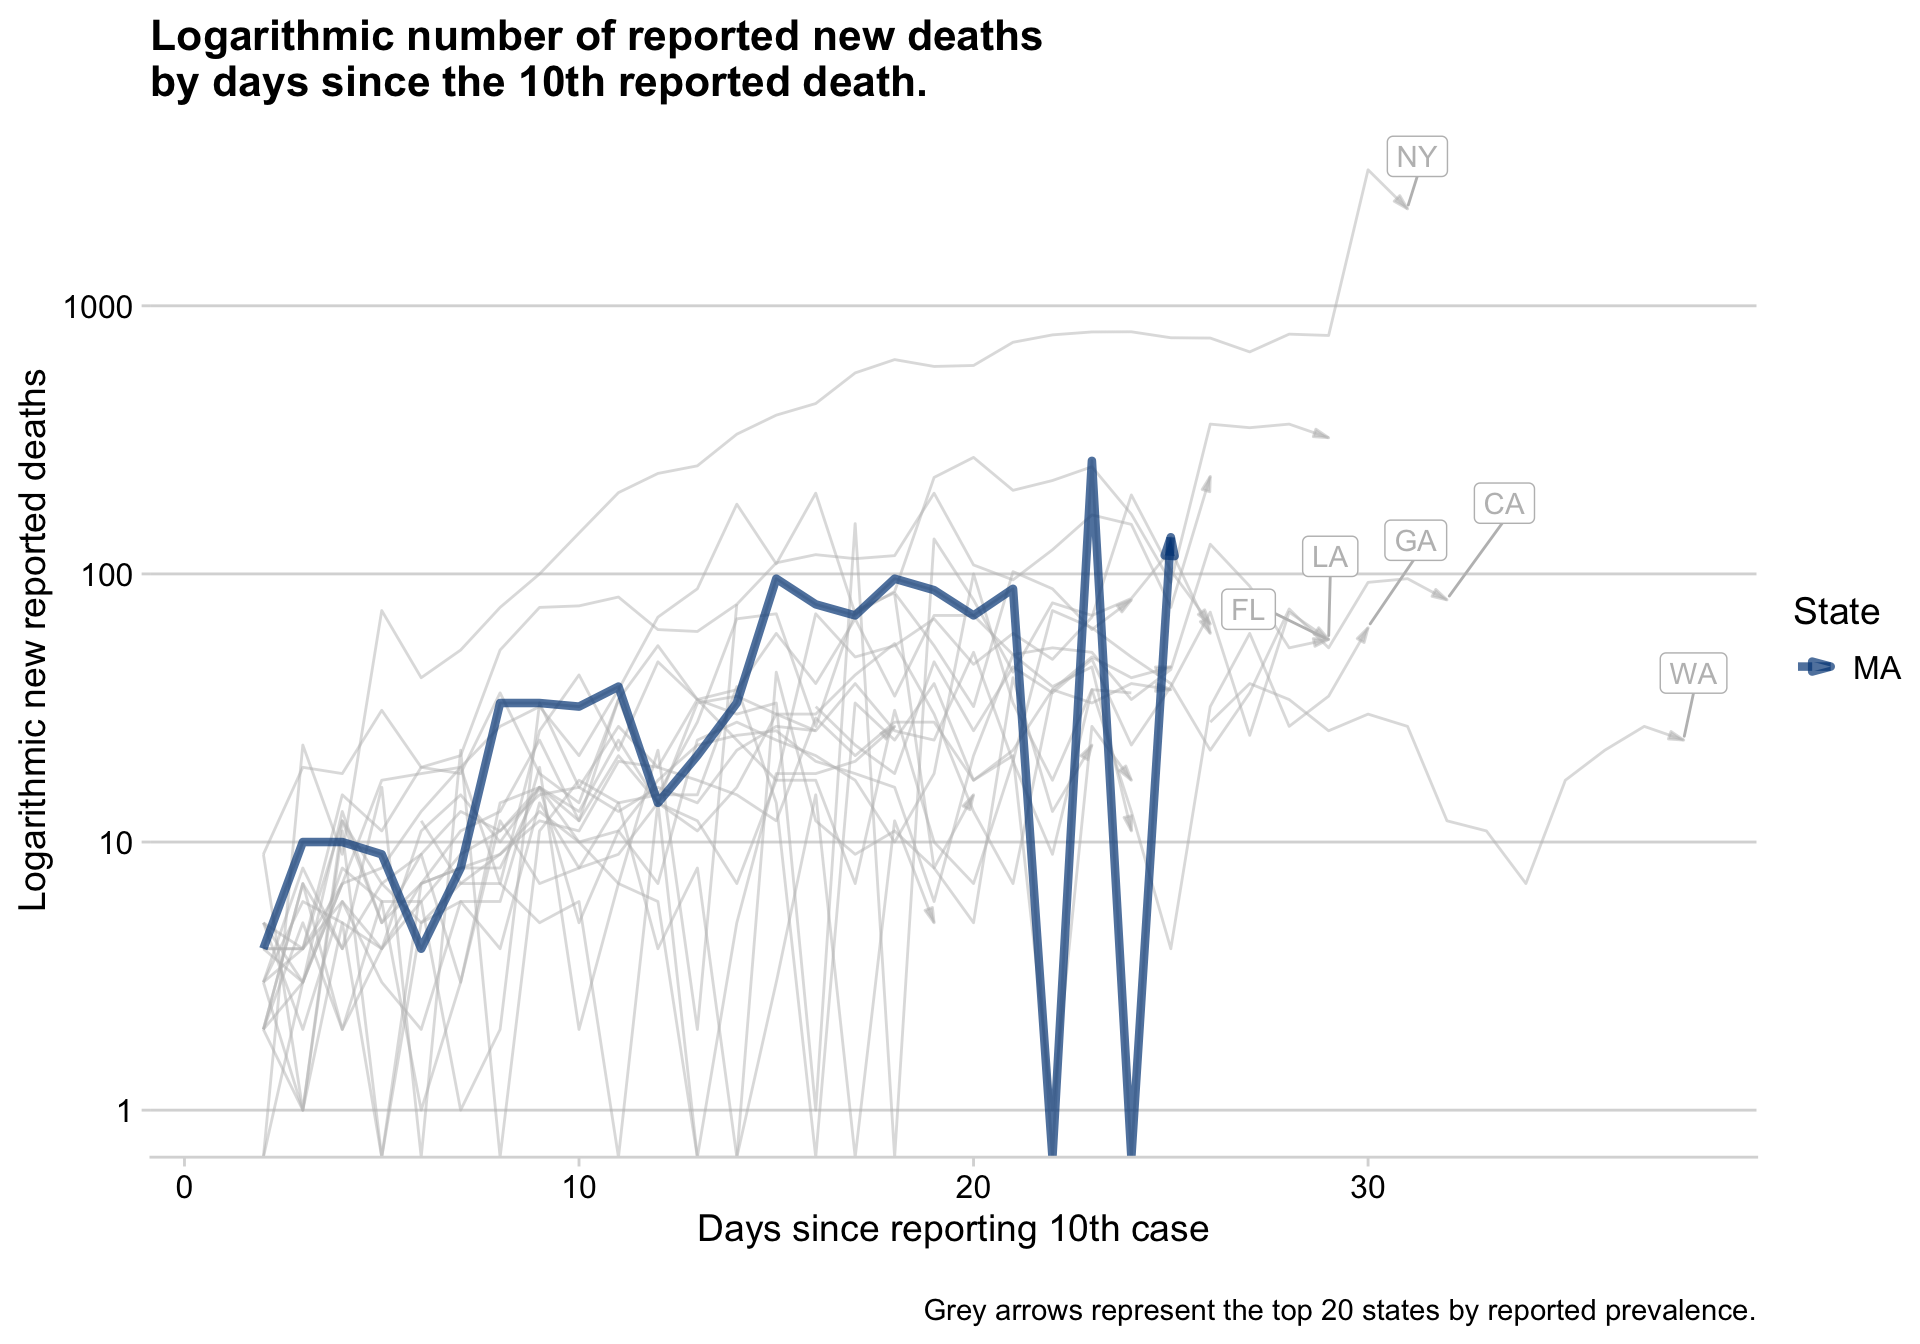 Logarithmic number of reported new deaths
by days since the 10th reported death.
NY
1000
CA
GA
LA
100
FL
State
MA
WA
10
1
Logarithmic new reported deaths
0 10 20 30
Days since reporting 10th case
Grey arrows represent the top 20 states by reported prevalence.